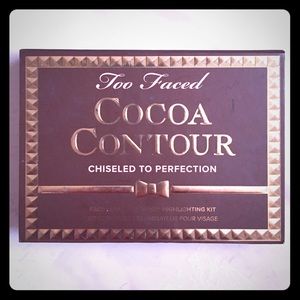 Too Faced
COCOA
CONTOUR
CHISELED TO PERFECTION
HIGHLIGHTING KIT
POUR VISAGE